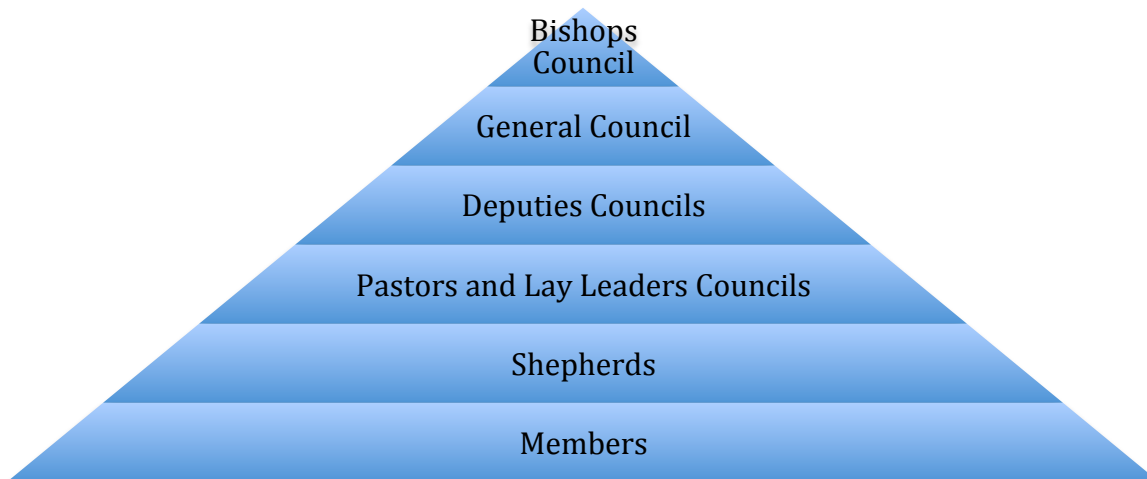 Bishops
Council
General Council
Deputies Councils
Pastors and Lay Leaders Councils
Shepherds
Members